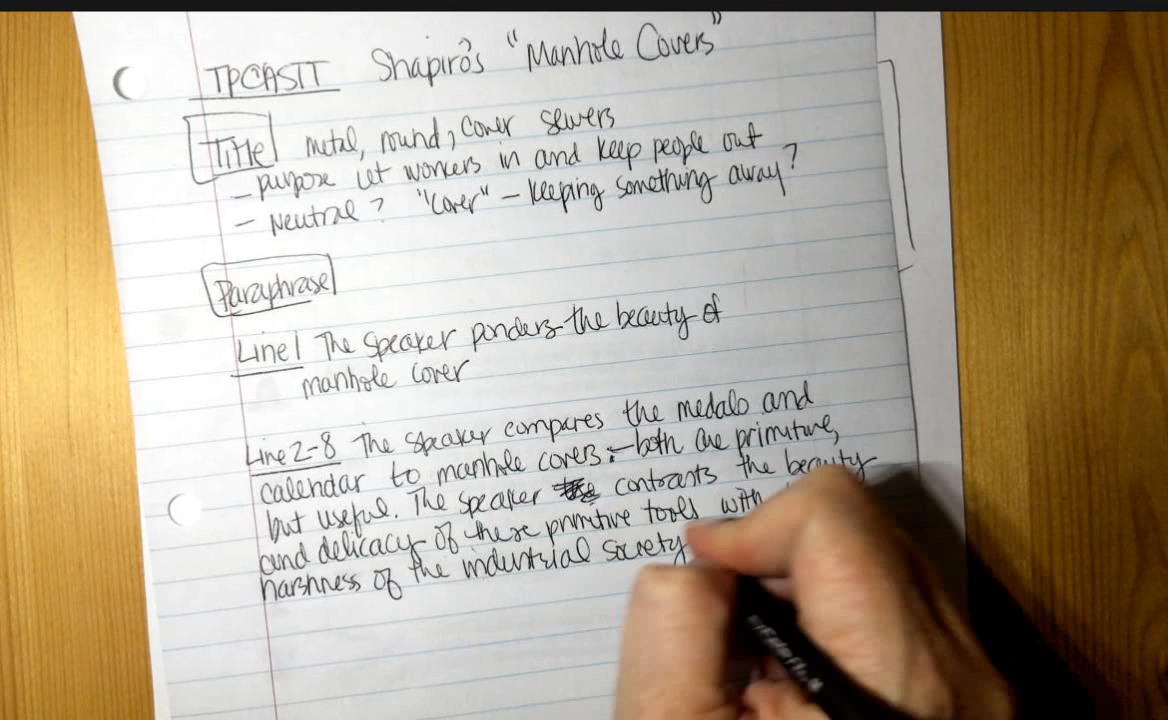 TPCASTT Shapiro's "Manhole Covers"
Title metal, round, cover sewers
- purpose let workers in and keep people out
- Neutral? "Cover" - keeping something away?
Paraphrase
Line 1 The speaker ponders the beauty of
manhole cover
Line 2-8 The speaker compares the medals and
calendar to manhole covers - both are primitive,
but useful. The speaker contrasts the beauty
and delicacy of these primitive tools with
harshness of the industrial society